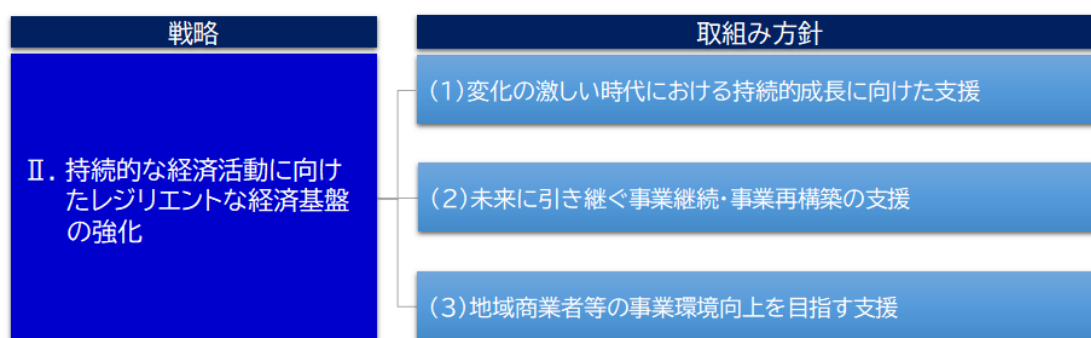 戦略
取組み方針
Ⅱ. 持続的な経済活動に向け
たレジリエントな経済基盤
の強化
(1)変化の激しい時代における持続的成長に向けた支援
(2)未来に引き継ぐ事業継続・事業再構築の支援
(3)地域商業者等の事業環境向上を目指す支援